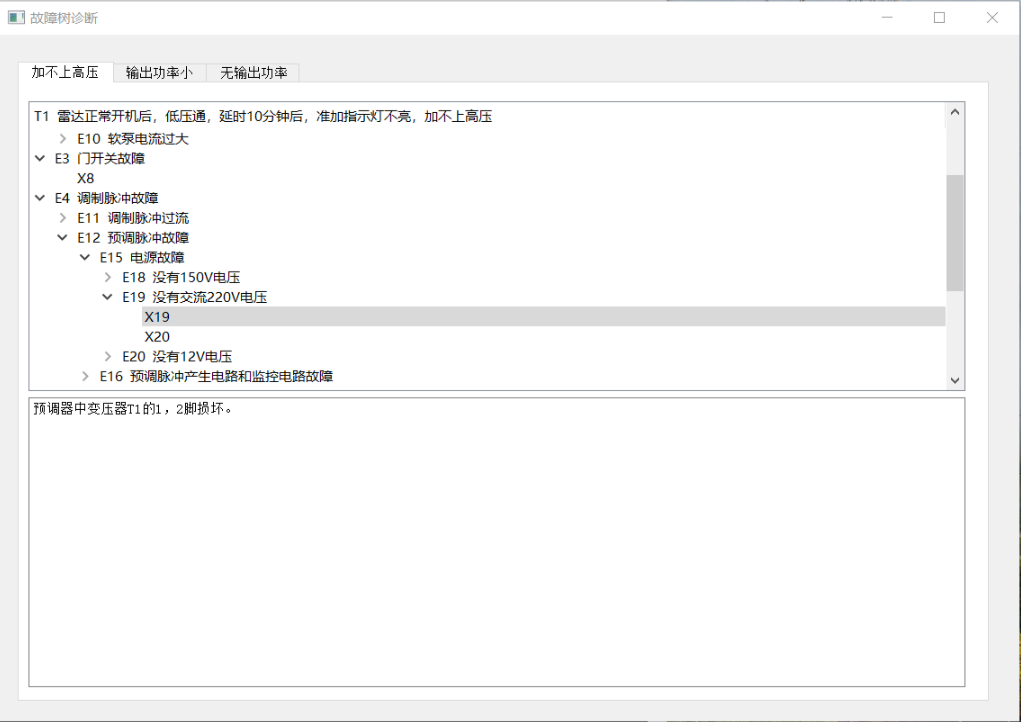 故障树诊断
加不上高压 输出功率小 无输出功率
T1 雷达正常开机后，低压通，延时10分钟后，准加指示灯不亮，加不上高压
E10 软泵电流过大
E3 门开关故障
X8
E4 调制脉冲故障
E11 调制脉冲过流
E12 预调脉冲故障
E15 电源故障
E18 没有150V电压
E19 没有交流220V电压
X19
X20
E20 没有12V电压
E16 预调脉冲产生电路和监控电路故障
预调器中变压器T1的1，2脚损坏。